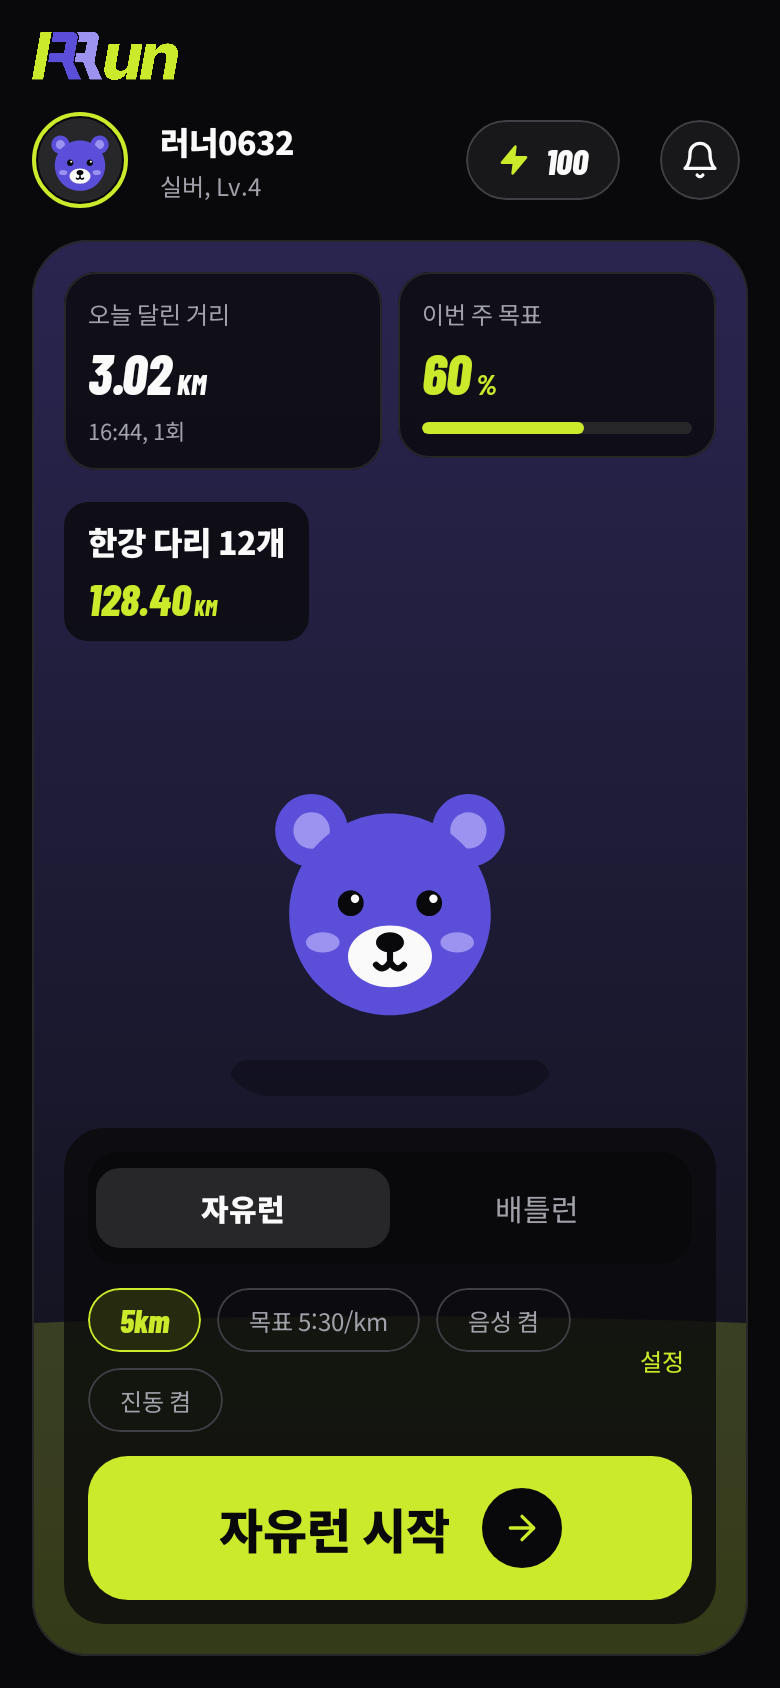 RRun
러너0632
실버, Lv.4
100
오늘 달린 거리
3.02 KM
16:44, 1회
이번 주 목표
60 %
한강 다리 12개
128.40 KM
자유런
배틀런
5km
목표 5:30/km
음성 켬
설정
진동 켬
자유런 시작